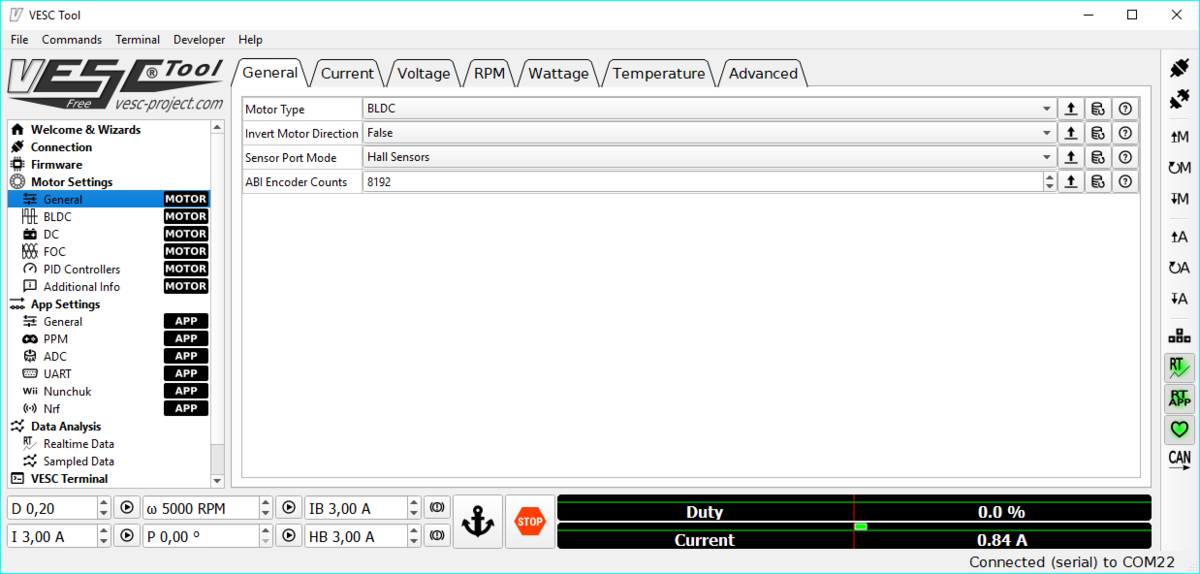 VESC Tool
File Commands Terminal Developer Help
VESC® Tool
Free vesc-project.com
Welcome & Wizards
Connection
Firmware
Motor Settings
General MOTOR
BLDC MOTOR
DC MOTOR
FOC MOTOR
PID Controllers MOTOR
Additional Info MOTOR
App Settings
General APP
PPM APP
ADC APP
UART APP
Wii Nunchuk APP
Nrf APP
Data Analysis
RT Realtime Data
Sampled Data
VESC Terminal
General Current Voltage RPM Wattage Temperature Advanced
Motor Type BLDC
Invert Motor Direction False
Sensor Port Mode Hall Sensors
ABI Encoder Counts 8192
M
M
M
A
A
A
RT
RT
APP
CAN
D 0,20 ω 5000 RPM IB 3,00 A
I 3,00 A P 0,00 ° HB 3,00 A
STOP
Duty 0.0 %
Current 0.84 A
Connected (serial) to COM22